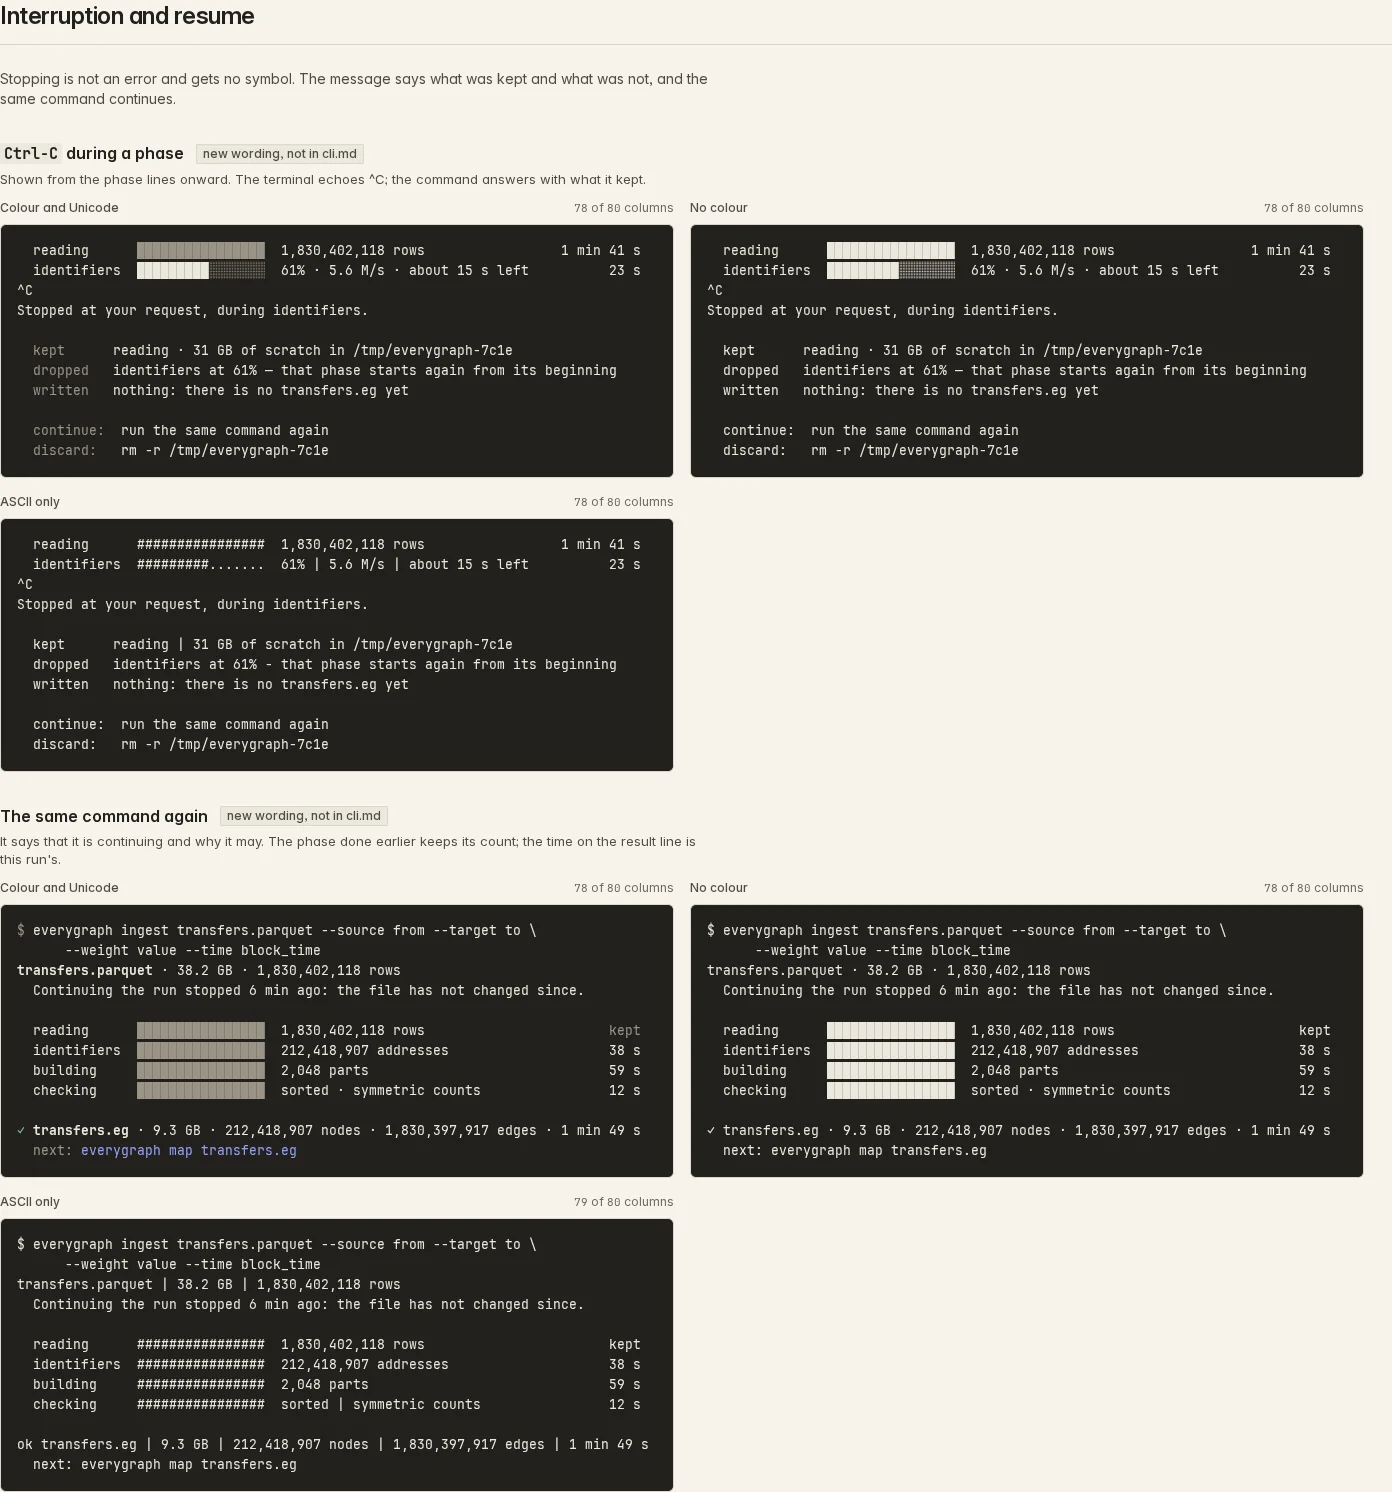 Interruption and resume
Stopping is not an error and gets no symbol. The message says what was kept and what was not, and the
same command continues.
Ctrl-C during a phase new wording, not in cli.md
Shown from the phase lines onward. The terminal echoes ^C; the command answers with what it kept.
Colour and Unicode 78 of 80 columns
reading 1,830,402,118 rows 1 min 41 s
identifiers 61% · 5.6 M/s · about 15 s left 23 s
^C
Stopped at your request, during identifiers.
kept reading · 31 GB of scratch in /tmp/everygraph-7c1e
dropped identifiers at 61% — that phase starts again from its beginning
written nothing: there is no transfers.eg yet
continue: run the same command again
discard: rm -r /tmp/everygraph-7c1e
No colour 78 of 80 columns
reading 1,830,402,118 rows 1 min 41 s
identifiers 61% · 5.6 M/s · about 15 s left 23 s
^C
Stopped at your request, during identifiers.
kept reading · 31 GB of scratch in /tmp/everygraph-7c1e
dropped identifiers at 61% — that phase starts again from its beginning
written nothing: there is no transfers.eg yet
continue: run the same command again
discard: rm -r /tmp/everygraph-7c1e
ASCII only 78 of 80 columns
reading ################ 1,830,402,118 rows 1 min 41 s
identifiers #########....... 61% | 5.6 M/s | about 15 s left 23 s
^C
Stopped at your request, during identifiers.
kept reading | 31 GB of scratch in /tmp/everygraph-7c1e
dropped identifiers at 61% - that phase starts again from its beginning
written nothing: there is no transfers.eg yet
continue: run the same command again
discard: rm -r /tmp/everygraph-7c1e
The same command again new wording, not in cli.md
It says that it is continuing and why it may. The phase done earlier keeps its count; the time on the result line is
this run's.
Colour and Unicode 78 of 80 columns
$ everygraph ingest transfers.parquet --source from --target to \
--weight value --time block_time
transfers.parquet · 38.2 GB · 1,830,402,118 rows
Continuing the run stopped 6 min ago: the file has not changed since.
reading 1,830,402,118 rows kept
identifiers 212,418,907 addresses 38 s
building 2,048 parts 59 s
checking sorted · symmetric counts 12 s
✓ transfers.eg · 9.3 GB · 212,418,907 nodes · 1,830,397,917 edges · 1 min 49 s
next: everygraph map transfers.eg
No colour 78 of 80 columns
$ everygraph ingest transfers.parquet --source from --target to \
--weight value --time block_time
transfers.parquet · 38.2 GB · 1,830,402,118 rows
Continuing the run stopped 6 min ago: the file has not changed since.
reading 1,830,402,118 rows kept
identifiers 212,418,907 addresses 38 s
building 2,048 parts 59 s
checking sorted · symmetric counts 12 s
✓ transfers.eg · 9.3 GB · 212,418,907 nodes · 1,830,397,917 edges · 1 min 49 s
next: everygraph map transfers.eg
ASCII only 79 of 80 columns
$ everygraph ingest transfers.parquet --source from --target to \
--weight value --time block_time
transfers.parquet | 38.2 GB | 1,830,402,118 rows
Continuing the run stopped 6 min ago: the file has not changed since.
reading ################ 1,830,402,118 rows kept
identifiers ################ 212,418,907 addresses 38 s
building ################ 2,048 parts 59 s
checking ################ sorted | symmetric counts 12 s
ok transfers.eg | 9.3 GB | 212,418,907 nodes | 1,830,397,917 edges | 1 min 49 s
next: everygraph map transfers.eg